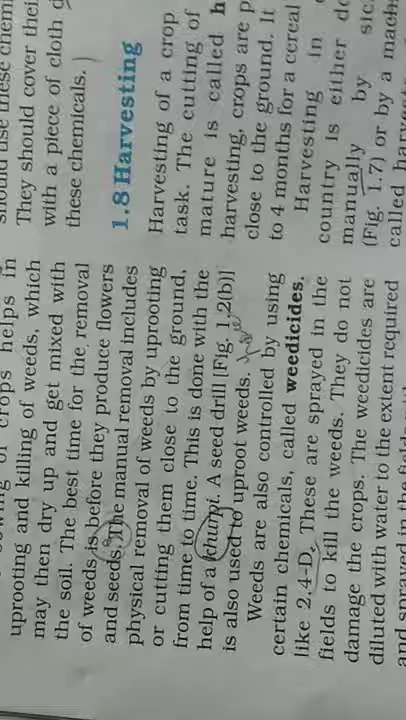 uprooting and killing of weeds, which
may then dry up and get mixed with
the soil. The best time for the removal
of weeds is before they produce flowers
and seeds. The manual removal includes
physical removal of weeds by uprooting
or cutting them close to the ground,
from time to time. This is done with the
help of a khurpi. A seed drill [Fig. 1.2(b)]
is also used to uproot weeds.
Weeds are also controlled by using
certain chemicals, called weedicides,
like 2,4-D. These are sprayed in the
fields to kill the weeds. They do not
damage the crops. The weedicides are
diluted with water to the extent required
and sprayed in the fields
They should cover
with a piece of cloth
these chemicals.
1.8 Harvesting
Harvesting of a crop
task. The cutting of
mature is called
harvesting, crops are
close to the ground. It
to 4 months for a cereal
Harvesting in
country is either
manually by
(Fig. 1.7) or by a
called